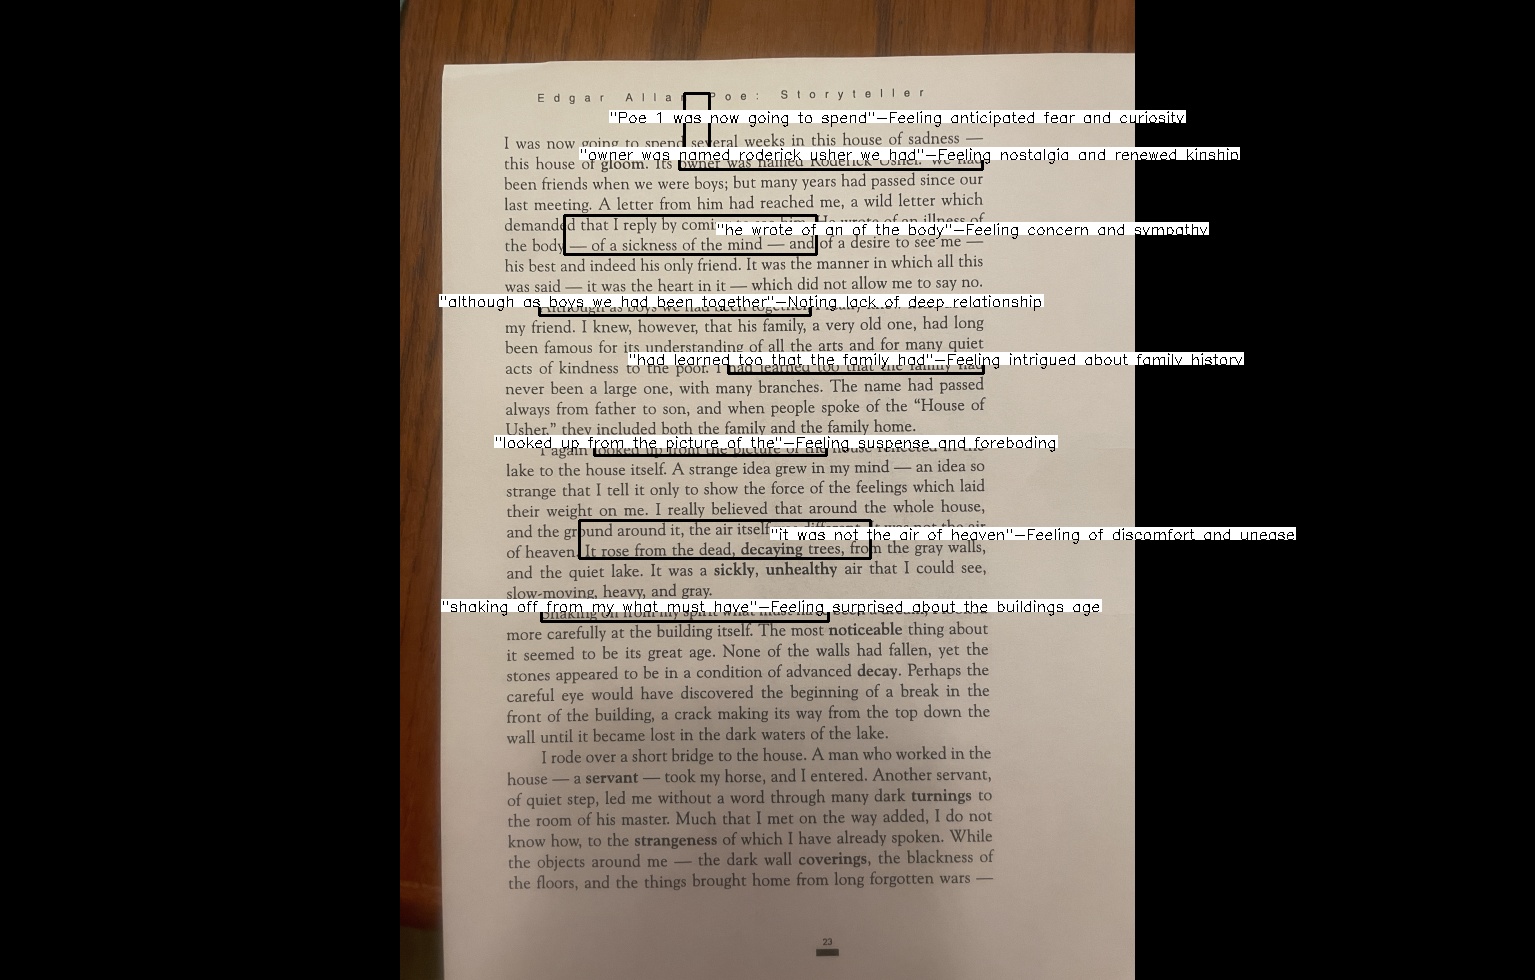 Edgar Allan Poe: Storyteller
"Poe 1 was now going to spend"–Feeling anticipated fear and curiosity
I was now going to spend several weeks in this house of sadness —
"owner was named roderick usher we had"–Feeling nostalgia and renewed kinship
this house of gloom. Its owner was named Roderick Usher. We had
been friends when we were boys; but many years had passed since our
last meeting. A letter from him had reached me, a wild letter which
demanded that I reply by coming to see him. He wrote of an illness of
"he wrote of an of the body"–Feeling concern and sympathy
the body — of a sickness of the mind — and of a desire to see me —
his best and indeed his only friend. It was the manner in which all this
was said — it was the heart in it — which did not allow me to say no.
"although as boys we had been together"–Noting lack of deep relationship
Although as boys we had been together,
my friend. I knew, however, that his family, a very old one, had long
been famous for its understanding of all the arts and for many quiet
"had learned too that the family had"–Feeling intrigued about family history
acts of kindness to the poor. I had learned too that the family had
never been a large one, with many branches. The name had passed
always from father to son, and when people spoke of the “House of
Usher,” they included both the family and the family home.
"looked up from the picture of the"–Feeling suspense and foreboding
I again looked up from the picture of the house reflected in the
lake to the house itself. A strange idea grew in my mind — an idea so
strange that I tell it only to show the force of the feelings which laid
their weight on me. I really believed that around the whole house,
and the ground around it, the air itself was different. It was not the air
"it was not the air of heaven"–Feeling of discomfort and unease
of heaven. It rose from the dead, decaying trees, from the gray walls,
and the quiet lake. It was a sickly, unhealthy air that I could see,
slow-moving, heavy, and gray.
"shaking off from my what must have"–Feeling surprised about the buildings age
Shaking off from my spirit what must have been a dream, I
more carefully at the building itself. The most noticeable thing about
it seemed to be its great age. None of the walls had fallen, yet the
stones appeared to be in a condition of advanced decay. Perhaps the
careful eye would have discovered the beginning of a break in the
front of the building, a crack making its way from the top down the
wall until it became lost in the dark waters of the lake.
I rode over a short bridge to the house. A man who worked in the
house — a servant — took my horse, and I entered. Another servant,
of quiet step, led me without a word through many dark turnings to
the room of his master. Much that I met on the way added, I do not
know how, to the strangeness of which I have already spoken. While
the objects around me — the dark wall coverings, the blackness of
the floors, and the things brought home from long forgotten wars —
23